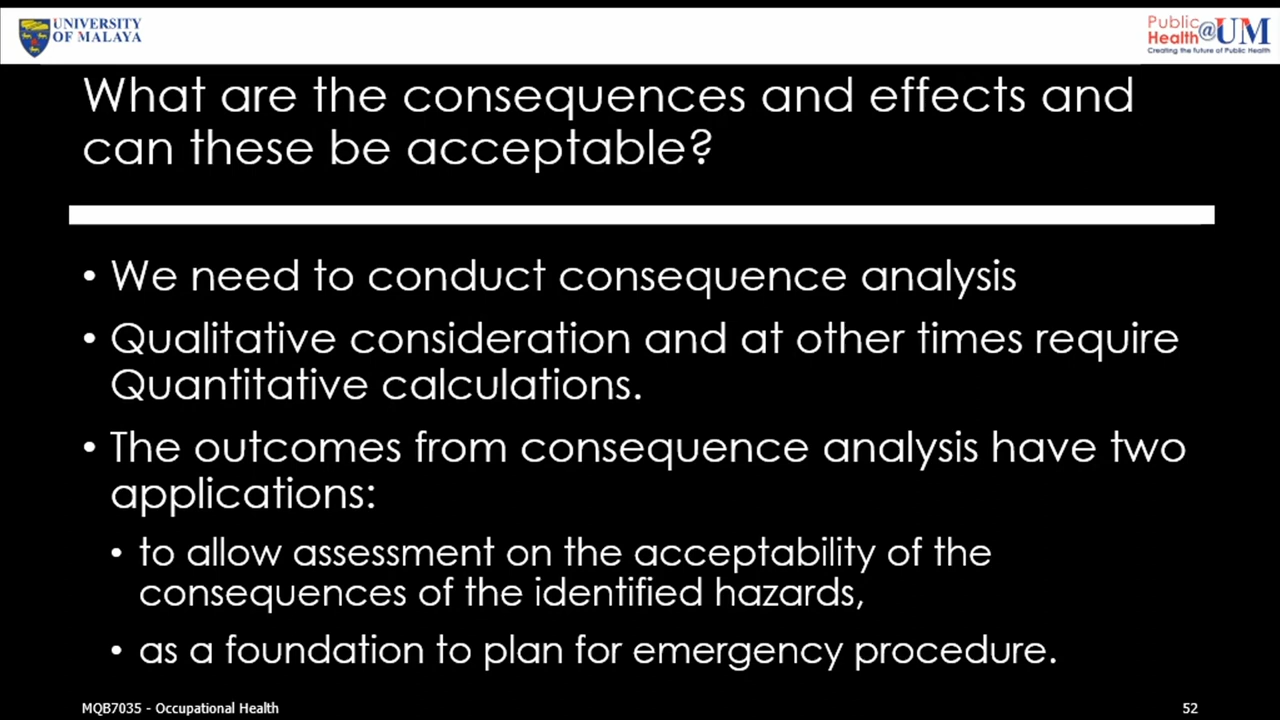 UNIVERSITY
OF MALAYA
Public
Health@UM
Creating the future of Public Health
What are the consequences and effects and
can these be acceptable?
• We need to conduct consequence analysis
• Qualitative consideration and at other times require
Quantitative calculations.
• The outcomes from consequence analysis have two
applications:
• to allow assessment on the acceptability of the
consequences of the identified hazards,
• as a foundation to plan for emergency procedure.
MQB7035 - Occupational Health
52